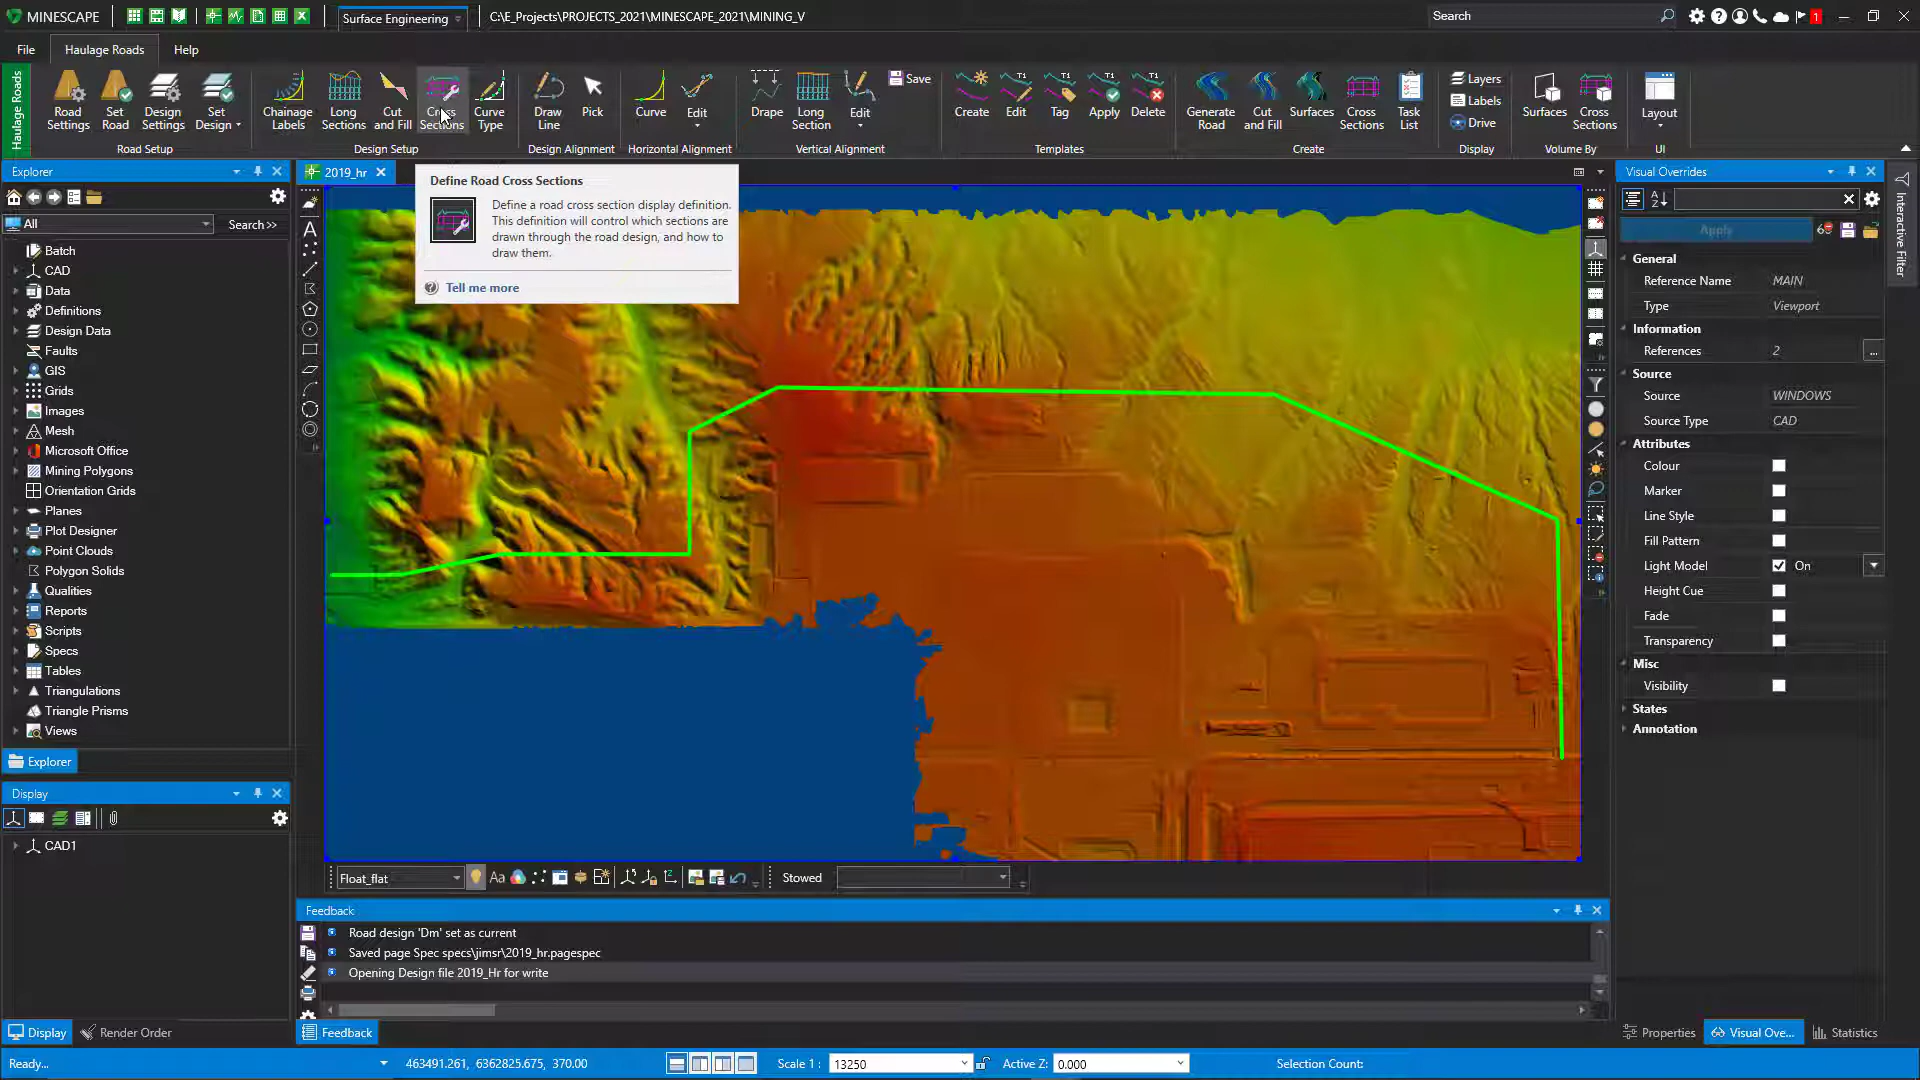 MINESCAPE
Surface Engineering
C:\E_Projects\PROJECTS_2021\MINESCAPE_2021\MINING_V
Search
1
File
Haulage Roads
Help
Haulage Roads
Road Settings
Set Road
Design Settings
Set Design
Road Setup
Chainage Labels
Long Sections
Cut and Fill
Cross Sections
Curve Type
Design Setup
Draw Line
Pick
Design Alignment
Curve
Edit
Horizontal Alignment
Drape
Long Section
Edit
Save
Vertical Alignment
Create
Edit
Tag
Apply
Delete
Templates
Generate Road
Cut and Fill
Surfaces
Cross Sections
Task List
Create
Layers
Labels
Drive
Display
Surfaces
Cross Sections
Volume By
Layout
UI
Explorer
All
Search>>
Batch
CAD
Data
Definitions
Design Data
Faults
GIS
Grids
Images
Mesh
Microsoft Office
Mining Polygons
Orientation Grids
Planes
Plot Designer
Point Clouds
Polygon Solids
Qualities
Reports
Scripts
Specs
Tables
Triangulations
Triangle Prisms
Views
Explorer
Display
CAD1
Display
Render Order
2019_hr
Define Road Cross Sections
Define a road cross section display definition.
This definition will control which sections are
drawn through the road design, and how to
draw them.
Tell me more
Float_flat
Aa
Stowed
Feedback
Road design 'Dm' set as current
Saved page Spec specs\jimsr\2019_hr.pagespec
Opening Design file 2019_Hr for write
Feedback
Visual Overrides
Apply
General
Reference Name MAIN
Type Viewport
Information
References 2
...
Source
Source WINDOWS
Source Type CAD
Attributes
Colour
Marker
Line Style
Fill Pattern
Light Model On
Height Cue
Fade
Transparency
Misc
Visibility
States
Annotation
Interactive Filter
Properties
Visual Ove...
Statistics
Ready...
463491.261, 6362825.675, 370.00
Scale 1 : 13250
Active Z: 0.000
Selection Count: